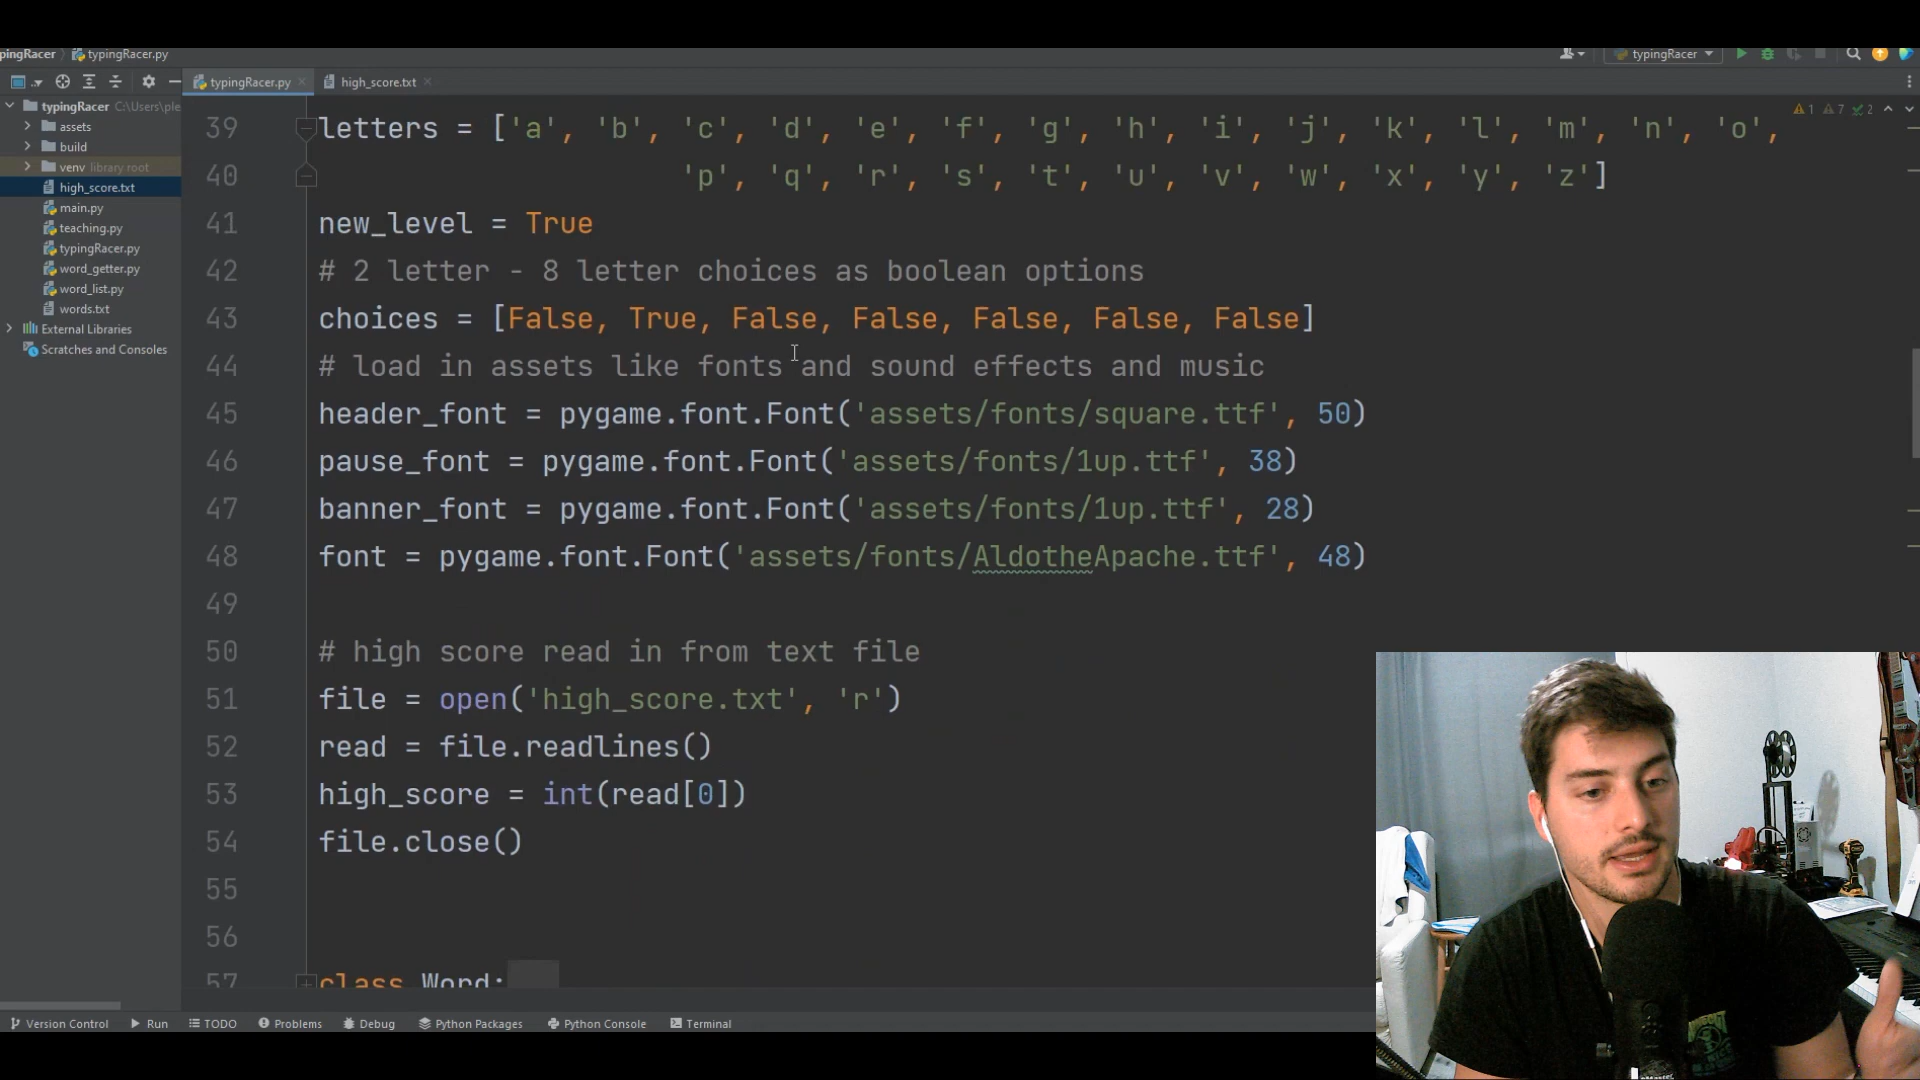 pingRacer typingRacer.py
typingRacer
typingRacer.py high_score.txt
typingRacer C:\Users\ple
assets
build
venv library root
high_score.txt
main.py
teaching.py
typingRacer.py
word_getter.py
word_list.py
words.txt
External Libraries
Scratches and Consoles
1 7 2
39 letters = ['a', 'b', 'c', 'd', 'e', 'f', 'g', 'h', 'i', 'j', 'k', 'l', 'm', 'n', 'o',
40 'p', 'q', 'r', 's', 't', 'u', 'v', 'w', 'x', 'y', 'z']
41 new_level = True
42 # 2 letter - 8 letter choices as boolean options
43 choices = [False, True, False, False, False, False, False]
44 # load in assets like fonts and sound effects and music
45 header_font = pygame.font.Font('assets/fonts/square.ttf', 50)
46 pause_font = pygame.font.Font('assets/fonts/1up.ttf', 38)
47 banner_font = pygame.font.Font('assets/fonts/1up.ttf', 28)
48 font = pygame.font.Font('assets/fonts/AldotheApache.ttf', 48)
49
50 # high score read in from text file
51 file = open('high_score.txt', 'r')
52 read = file.readlines()
53 high_score = int(read[0])
54 file.close()
55
56
57 class Word:
Version Control Run TODO Problems Debug Python Packages Python Console Terminal